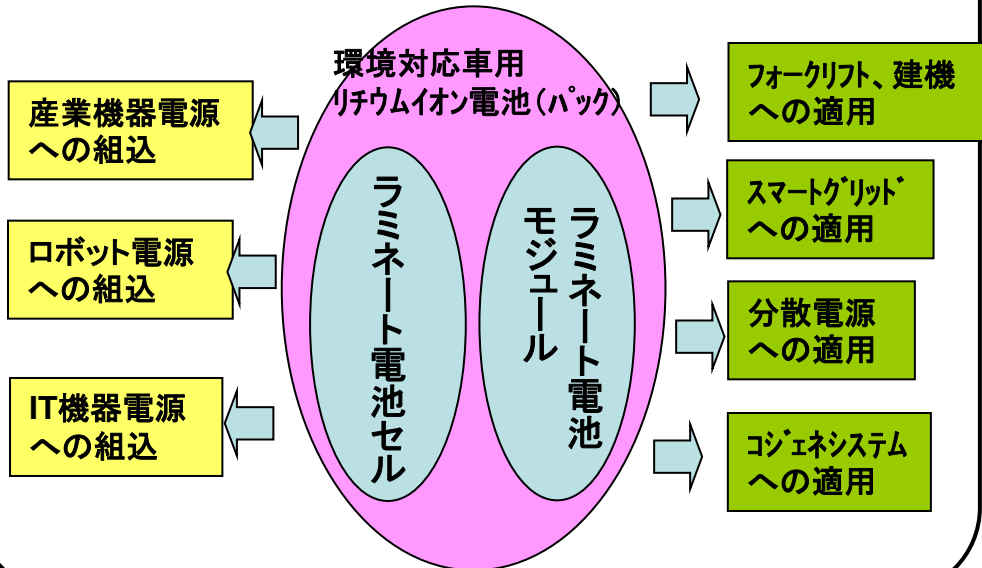 環境対応車用
ﾘﾁｳﾑｲｵﾝ電池（ﾊﾟｯｸ）
産業機器電源
への組込
ロボット電源
への組込
IT機器電源
への組込
ラミネート電池セル
ラミネート電池
モジュール
ﾌｫｰｸﾘﾌﾄ、建機
への適用
ｽﾏｰﾄｸﾞﾘｯﾄﾞ
への適用
分散電源
への適用
ｺｼﾞｪﾈｼｽﾃﾑ
への適用